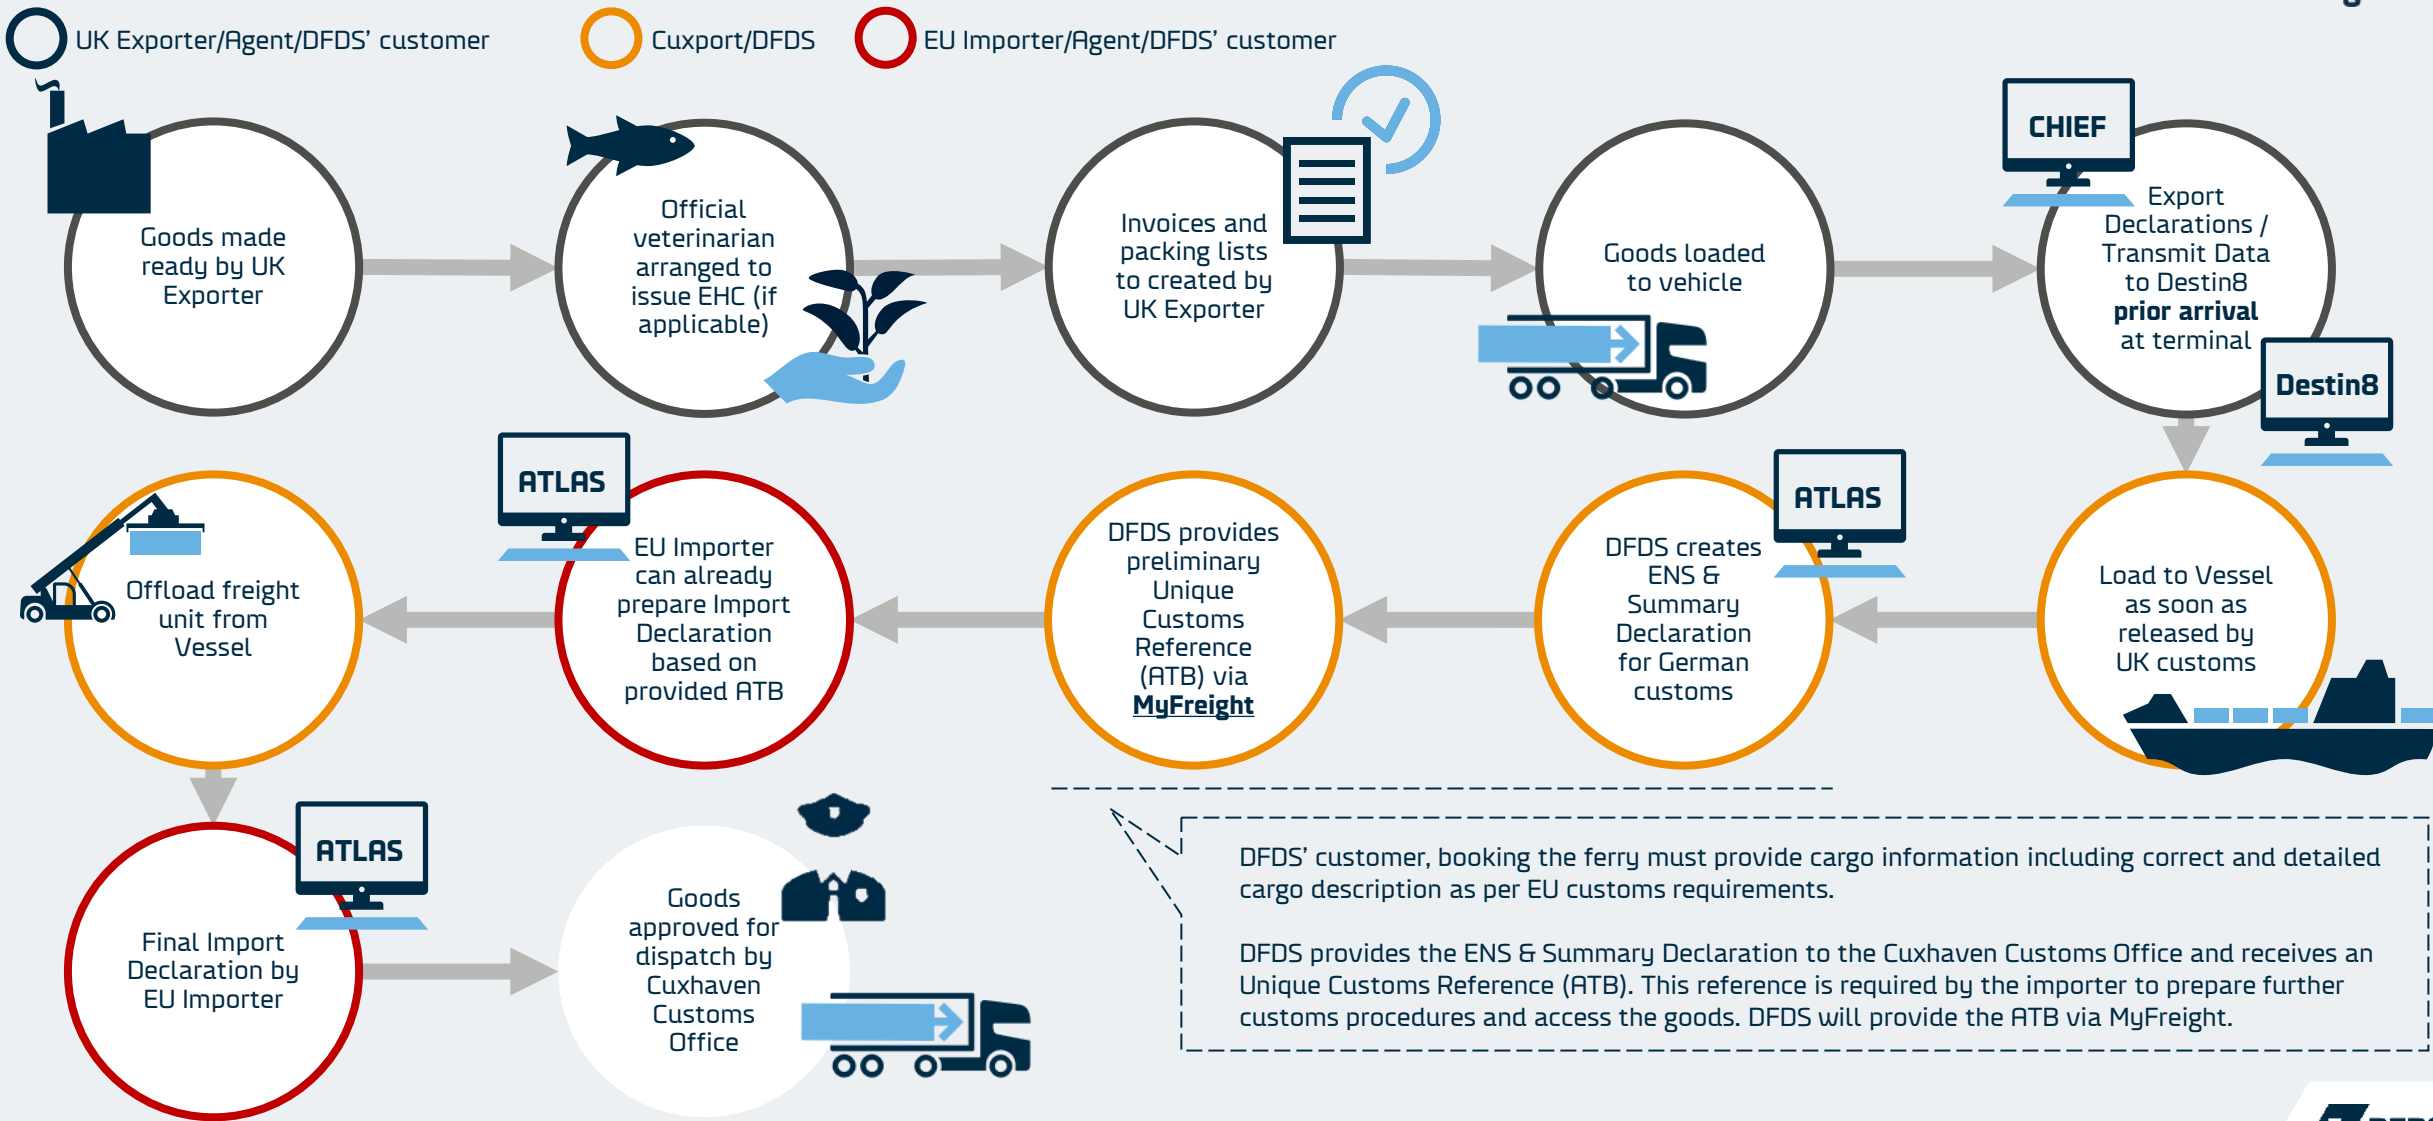 UK Exporter/Agent/DFDS' customer
Cuxport/DFDS
EU Importer/Agent/DFDS' customer
Goods made
ready by UK
Exporter
Official
veterinarian
arranged to
issue EHC (if
applicable)
Invoices and
packing lists
to created by
UK Exporter
Goods loaded
to vehicle
CHIEF
Export
Declarations /
Transmit Data
to Destin8
prior arrival
at terminal
Destin8
Load to Vessel
as soon as
released by
UK customs
ATLAS
DFDS creates
ENS &
Summary
Declaration
for German
customs
DFDS provides
preliminary
Unique
Customs
Reference
(ATB) via
MyFreight
ATLAS
EU Importer
can already
prepare Import
Declaration
based on
provided ATB
Offload freight
unit from
Vessel
ATLAS
Final Import
Declaration by
EU Importer
Goods
approved for
dispatch by
Cuxhaven
Customs
Office
DFDS' customer, booking the ferry must provide cargo information including correct and detailed
cargo description as per EU customs requirements.
DFDS provides the ENS & Summary Declaration to the Cuxhaven Customs Office and receives an
Unique Customs Reference (ATB). This reference is required by the importer to prepare further
customs procedures and access the goods. DFDS will provide the ATB via MyFreight.